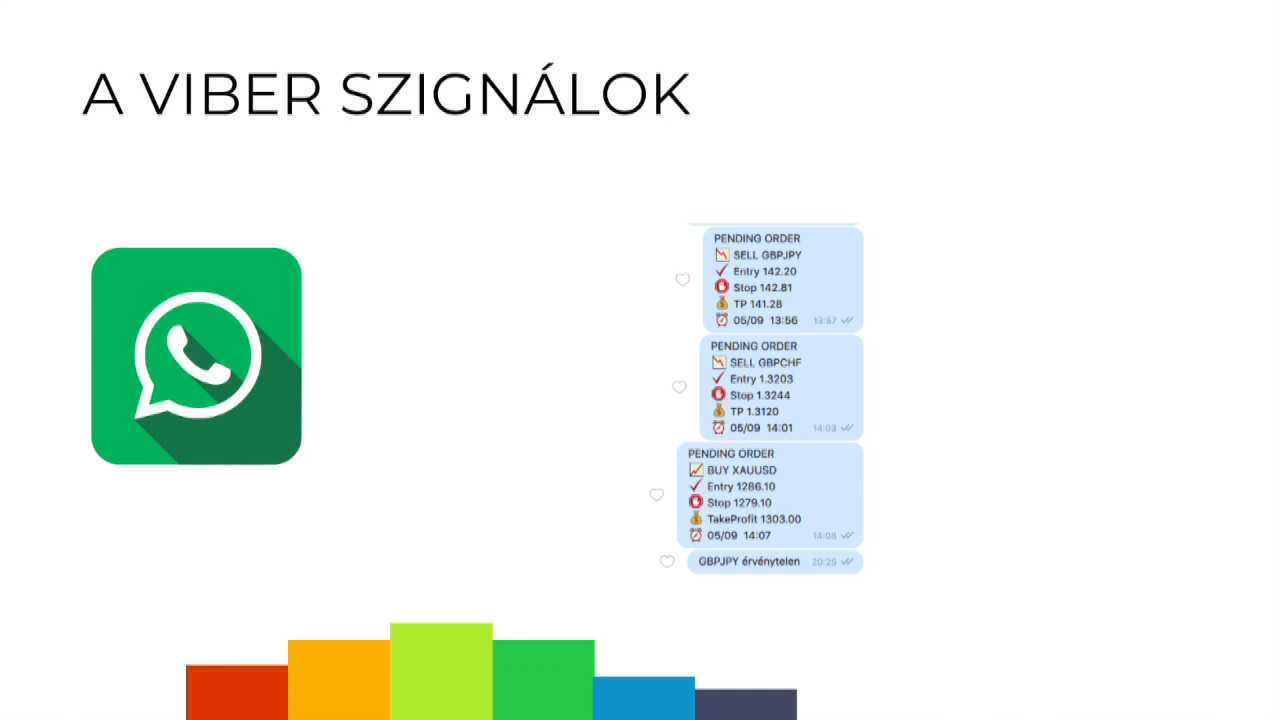 A VIBER SZIGNÁLOK
PENDING ORDER
SELL GBPJPY
Entry 142.20
Stop 142.81
TP 141.28
05/09 13:56 13:57
PENDING ORDER
SELL GBPCHF
Entry 1.3203
Stop 1.3244
TP 1.3120
05/09 14:01 14:03
PENDING ORDER
BUY XAUUSD
Entry 1286.10
Stop 1279.10
TakeProfit 1303.00
05/09 14:07 14:08
GBPJPY érvénytelen 20:25